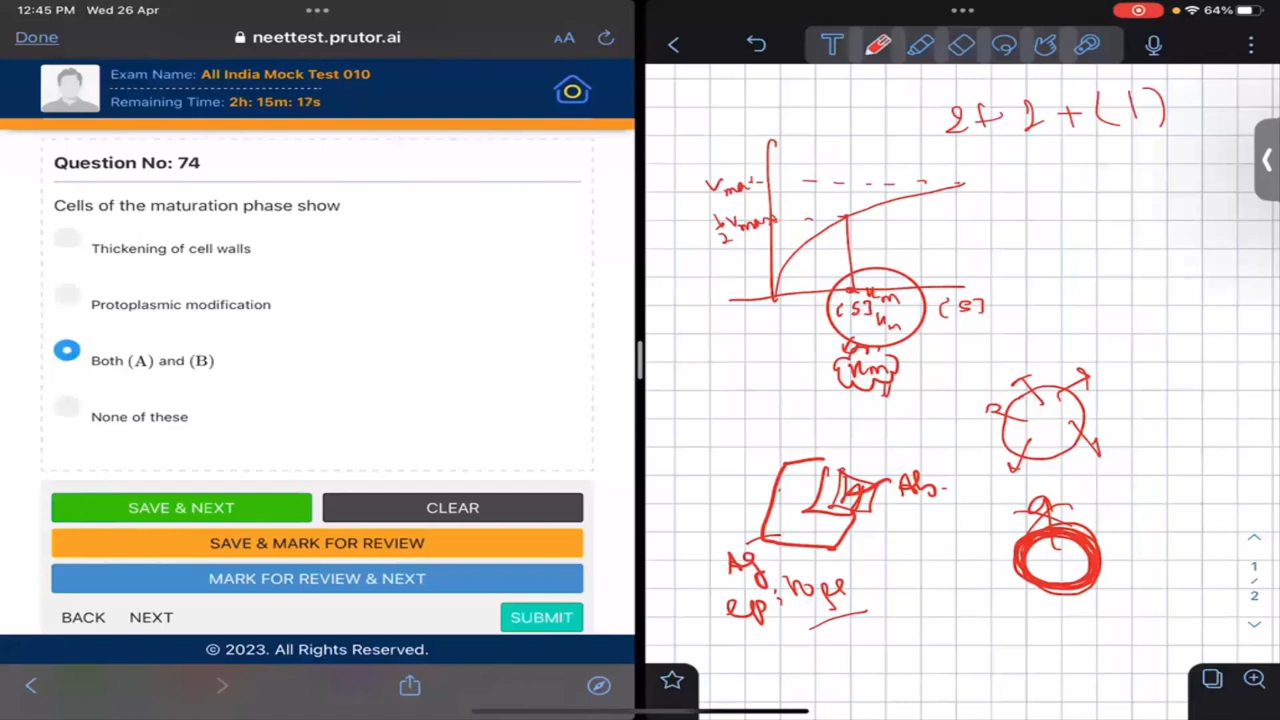 12:45 PM Wed 26 Apr
64%
Done
neettest.prutor.ai
AA
Exam Name: All India Mock Test 010
Remaining Time: 2h: 15m: 17s
Question No: 74
Cells of the maturation phase show
Thickening of cell walls
Protoplasmic modification
Both (A) and (B)
None of these
SAVE & NEXT
CLEAR
SAVE & MARK FOR REVIEW
MARK FOR REVIEW & NEXT
BACK
NEXT
SUBMIT
© 2023. All Rights Reserved.
T
2+2+(1)
Vmax
1/2 Vmax
[S]
[S]
Km
Ab.
Ag
1
/
2